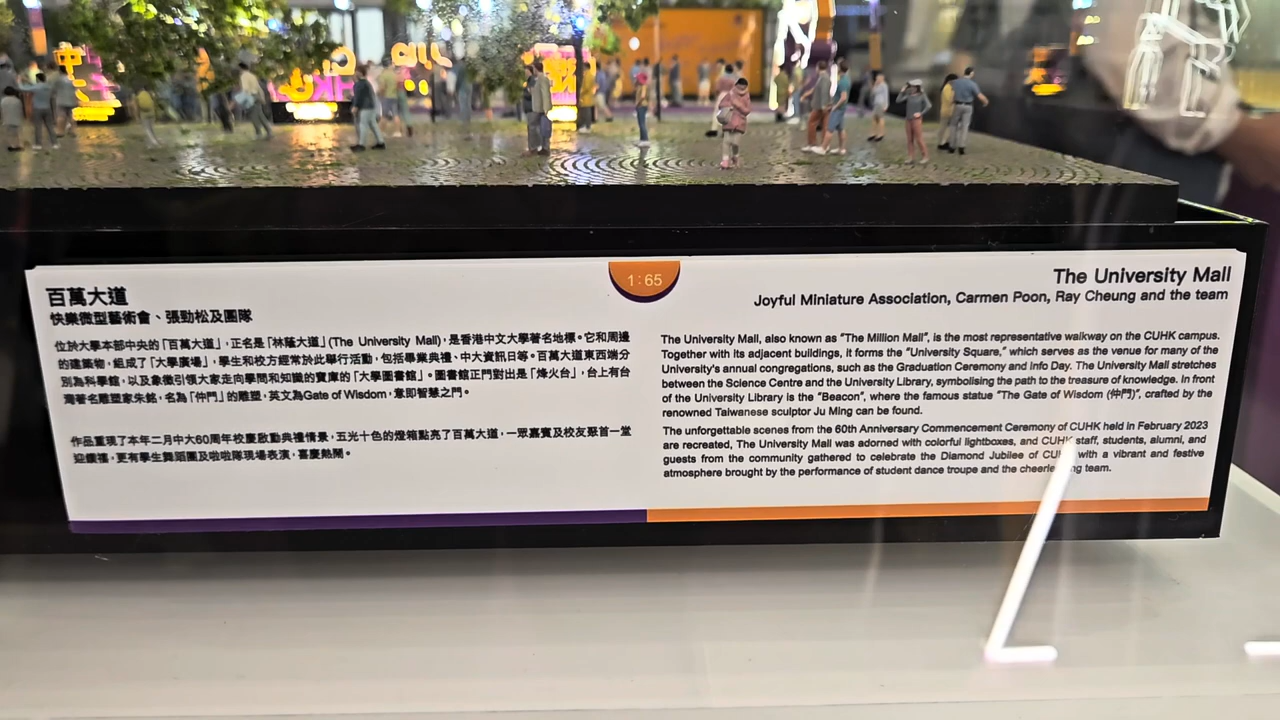 1:65
百萬大道
快樂微型藝術會、張勁松及團隊
位於大學本部中央的「百萬大道」，正名是「林蔭大道」(The University Mall)，是香港中文大學著名地標。它和周邊
的建築物，組成了「大學廣場」，學生和校方經常於此舉行活動，包括畢業典禮、中大資訊日等。百萬大道東西端分
別為科學館，以及象徵引領大家走向學問和知識的寶庫的「大學圖書館」。圖書館正門對出是「烽火台」，台上有台
灣著名雕塑家朱銘，名為「仲門」的雕塑，英文為Gate of Wisdom，意即智慧之門。
作品重現了本年二月中大60周年校慶啟動典禮情景，五光十色的燈箱點亮了百萬大道，一眾嘉賓及校友聚首一堂
迎鑽禧，更有學生舞蹈團及啦啦隊現場表演，喜慶熱鬧。
The University Mall
Joyful Miniature Association, Carmen Poon, Ray Cheung and the team
The University Mall, also known as “The Million Mall”, is the most representative walkway on the CUHK campus.
Together with its adjacent buildings, it forms the “University Square,” which serves as the venue for many of the
University's annual congregations, such as the Graduation Ceremony and Info Day. The University Mall stretches
between the Science Centre and the University Library, symbolising the path to the treasure of knowledge. In front
of the University Library is the “Beacon”, where the famous statue “The Gate of Wisdom (仲門)”, crafted by the
renowned Taiwanese sculptor Ju Ming can be found.
The unforgettable scenes from the 60th Anniversary Commencement Ceremony of CUHK held in February 2023
are recreated, The University Mall was adorned with colorful lightboxes, and CUHK staff, students, alumni, and
guests from the community gathered to celebrate the Diamond Jubilee of CUHK with a vibrant and festive
atmosphere brought by the performance of student dance troupe and the cheerleading team.